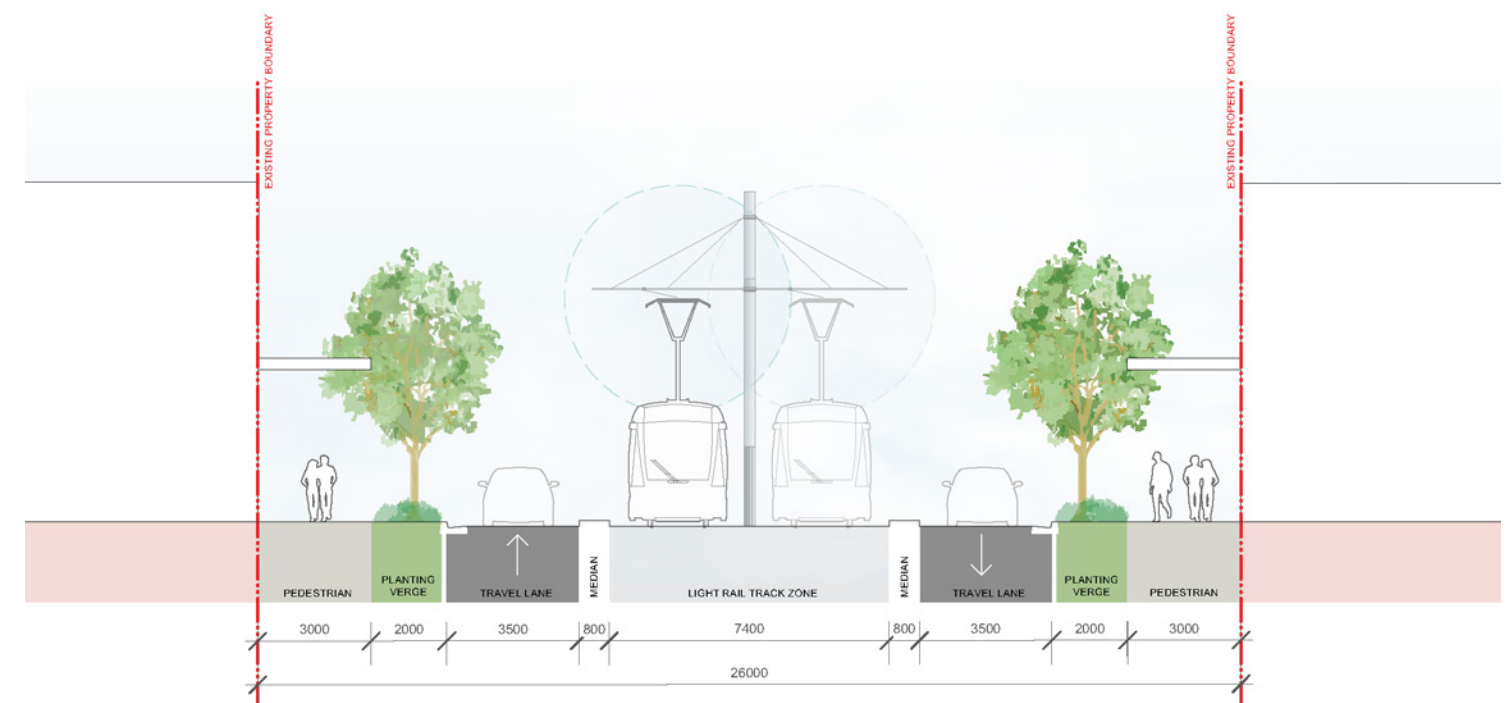 EXISTING PROPERTY BOUNDARY
EXISTING PROPERTY BOUNDARY
PEDESTRIAN
PLANTING
VERGE
TRAVEL LANE
MEDIAN
LIGHT RAIL TRACK ZONE
MEDIAN
TRAVEL LANE
PLANTING
VERGE
PEDESTRIAN
3000 2000 3500 800 7400 800 3500 2000 3000
26000